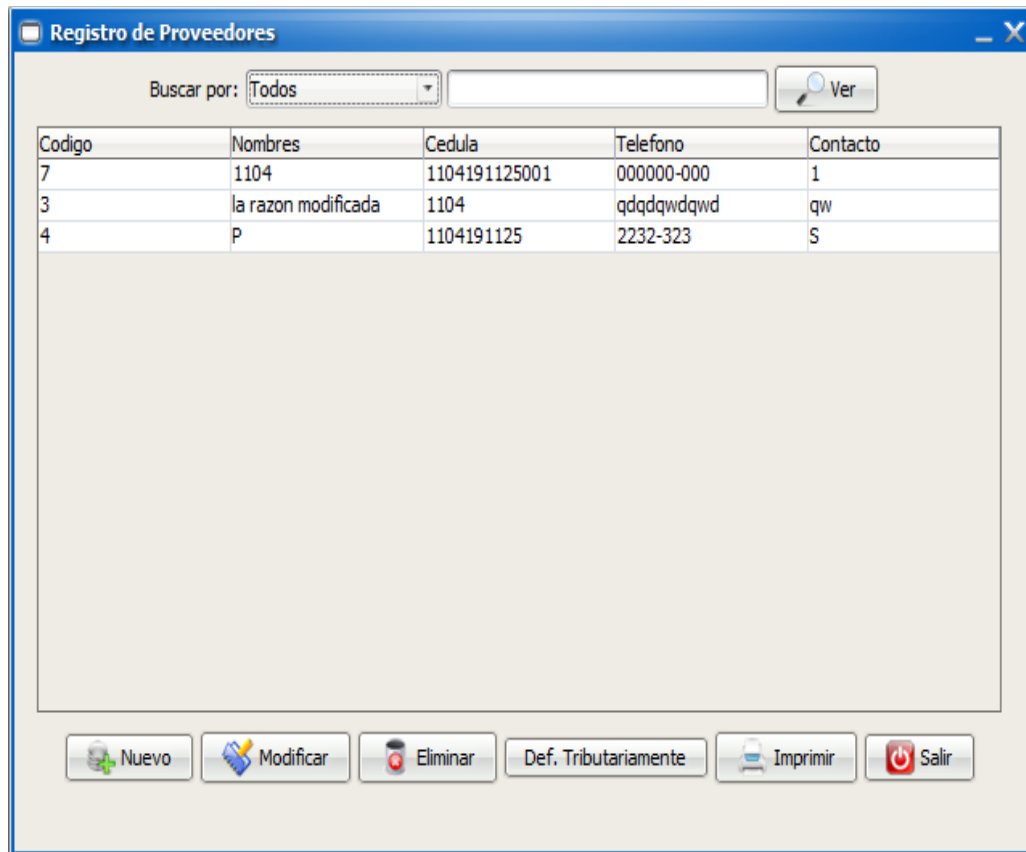 Registro de Proveedores
Buscar por: Todos Ver
Codigo Nombres Cedula Telefono Contacto
7 1104 1104191125001 000000-000 1
3 la razon modificada 1104 qdqdqwdqwd qw
4 P 1104191125 2232-323 S
Nuevo Modificar Eliminar Def. Tributariamente Imprimir Salir